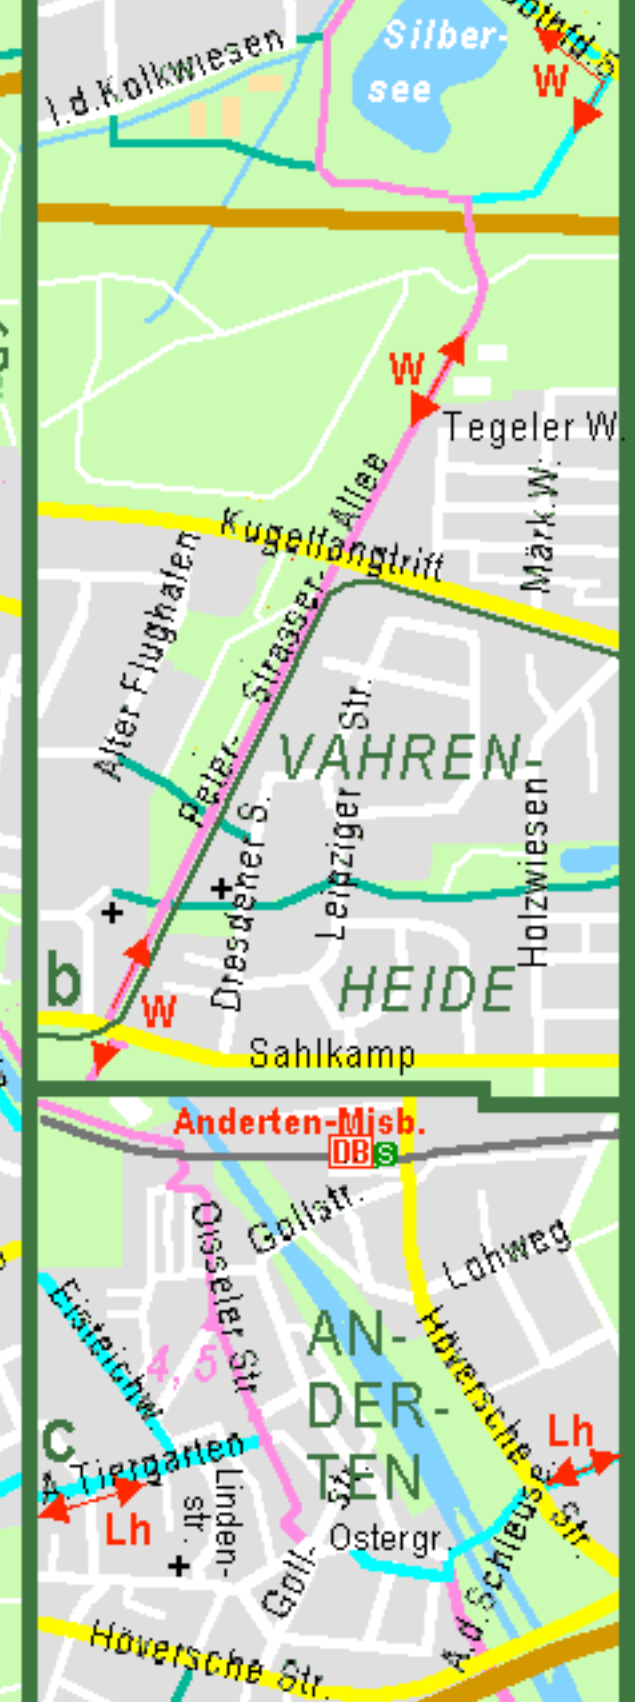 Silber-
see
I.d.Kolkwiesen
W
W
Tegeler W.
Märk.W.
Peter- Strasser- Allee
Kugelfangtrift
Alter Flughafen
VAHREN-
HEIDE
Dresdener S.
Leipziger Str.
Holzwiesen
b
W
Sahlkamp
Anderten-Misb.
DB S
Gollstr.
Oisseler Str.
Lohweg
AN-
DER-
TEN
Höversche Str.
Eisteichw.
4, 5
c
A. Tiergarten
Lh
Lh
Linden-
str.
Goll- str.
Ostergr.
A.d. Schleuse
Höversche Str.